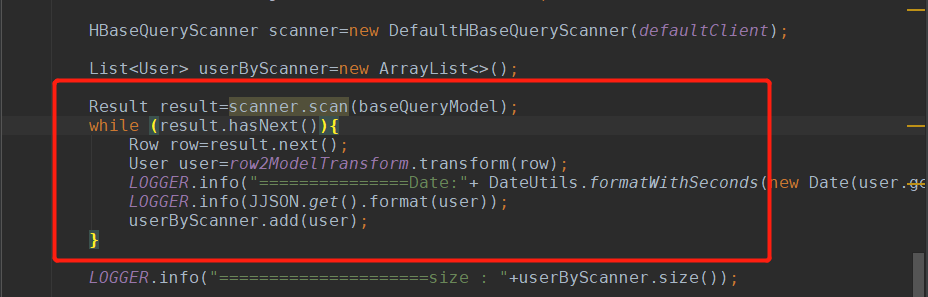 HBaseQueryScanner scanner=new DefaultHBaseQueryScanner(defaultClient);
List<User> userByScanner=new ArrayList<>();
Result result=scanner.scan(baseQueryModel);
while (result.hasNext()){
Row row=result.next();
User user=row2ModelTransform.transform(row);
LOGGER.info("===============Date:"+ DateUtils.formatWithSeconds(new Date(user.ge
LOGGER.info(JJSON.get().format(user));
userByScanner.add(user);
}
LOGGER.info("=====================size : "+userByScanner.size());